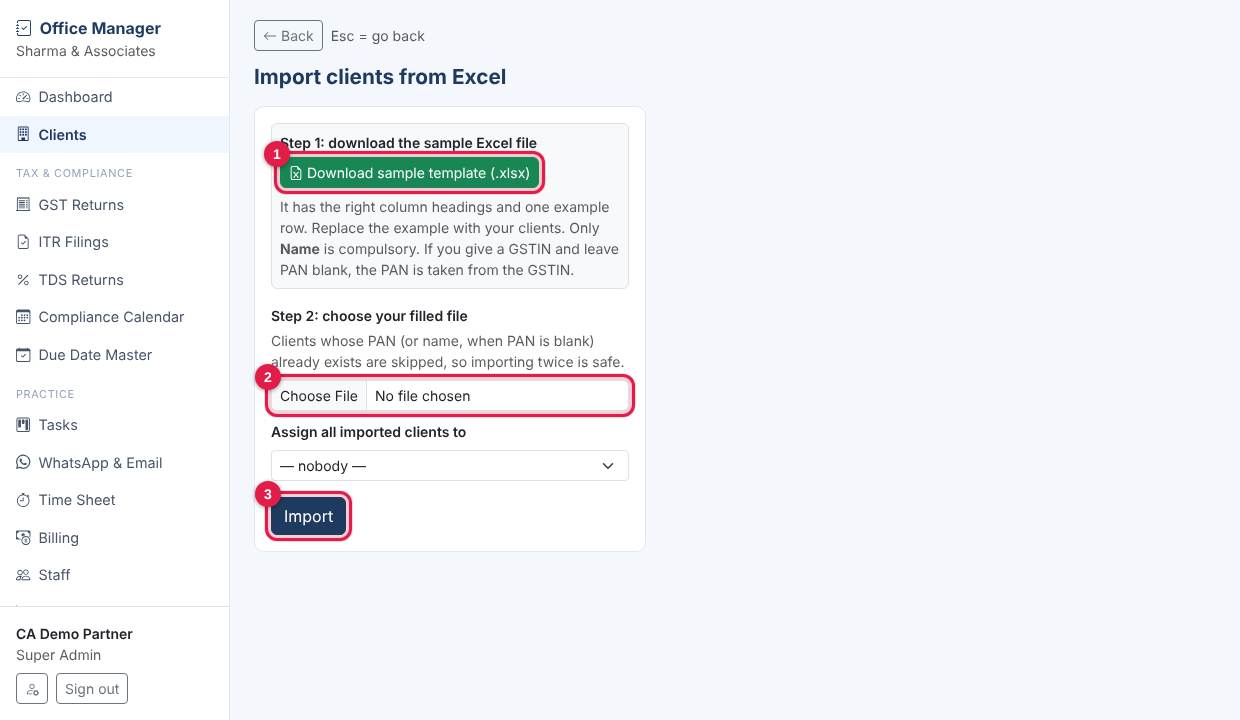 Office Manager
Sharma & Associates
Dashboard
Clients
TAX & COMPLIANCE
GST Returns
ITR Filings
TDS Returns
Compliance Calendar
Due Date Master
PRACTICE
Tasks
WhatsApp & Email
Time Sheet
Billing
Staff
CA Demo Partner
Super Admin
Sign out
← Back Esc = go back
Import clients from Excel
Step 1: download the sample Excel file
1
Download sample template (.xlsx)
It has the right column headings and one example
row. Replace the example with your clients. Only
Name is compulsory. If you give a GSTIN and leave
PAN blank, the PAN is taken from the GSTIN.
Step 2: choose your filled file
Clients whose PAN (or name, when PAN is blank)
already exists are skipped, so importing twice is safe.
2
Choose File No file chosen
Assign all imported clients to
— nobody —
3
Import